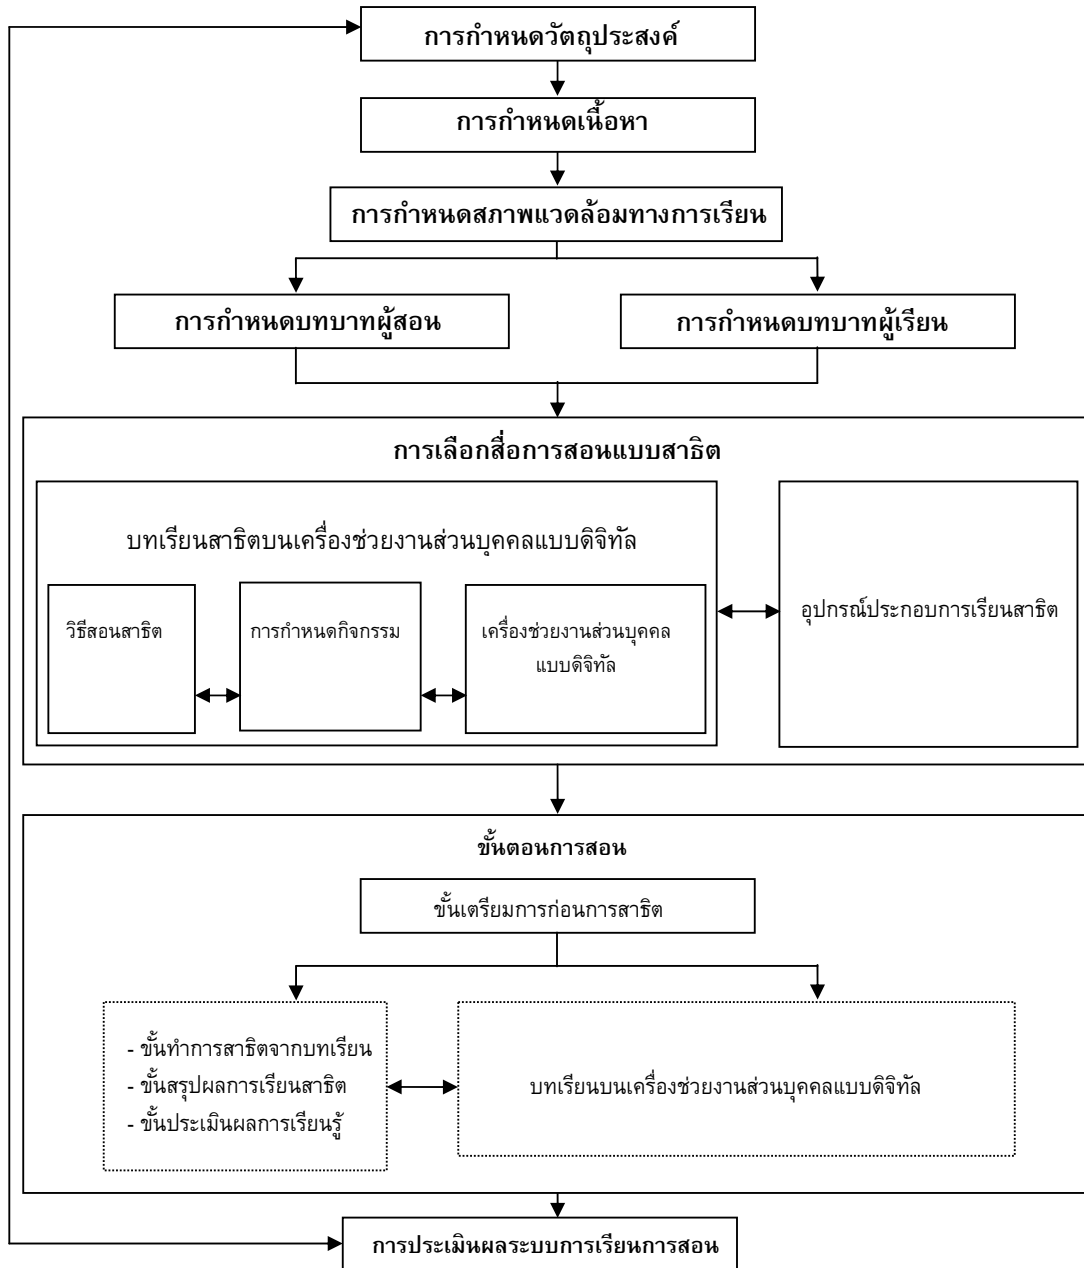 การกำหนดวัตถุประสงค์
การกำหนดเนื้อหา
การกำหนดสภาพแวดล้อมทางการเรียน
การกำหนดบทบาทผู้สอน
การกำหนดบทบาทผู้เรียน
การเลือกสื่อการสอนแบบสาธิต
บทเรียนสาธิตบนเครื่องช่วยงานส่วนบุคคลแบบดิจิทัล
วิธีสอนสาธิต
การกำหนดกิจกรรม
เครื่องช่วยงานส่วนบุคคล
แบบดิจิทัล
อุปกรณ์ประกอบการเรียนสาธิต
ขั้นตอนการสอน
ขั้นเตรียมการก่อนการสาธิต
- ขั้นทำการสาธิตจากบทเรียน
- ขั้นสรุปผลการเรียนสาธิต
- ขั้นประเมินผลการเรียนรู้
บทเรียนบนเครื่องช่วยงานส่วนบุคคลแบบดิจิทัล
การประเมินผลระบบการเรียนการสอน